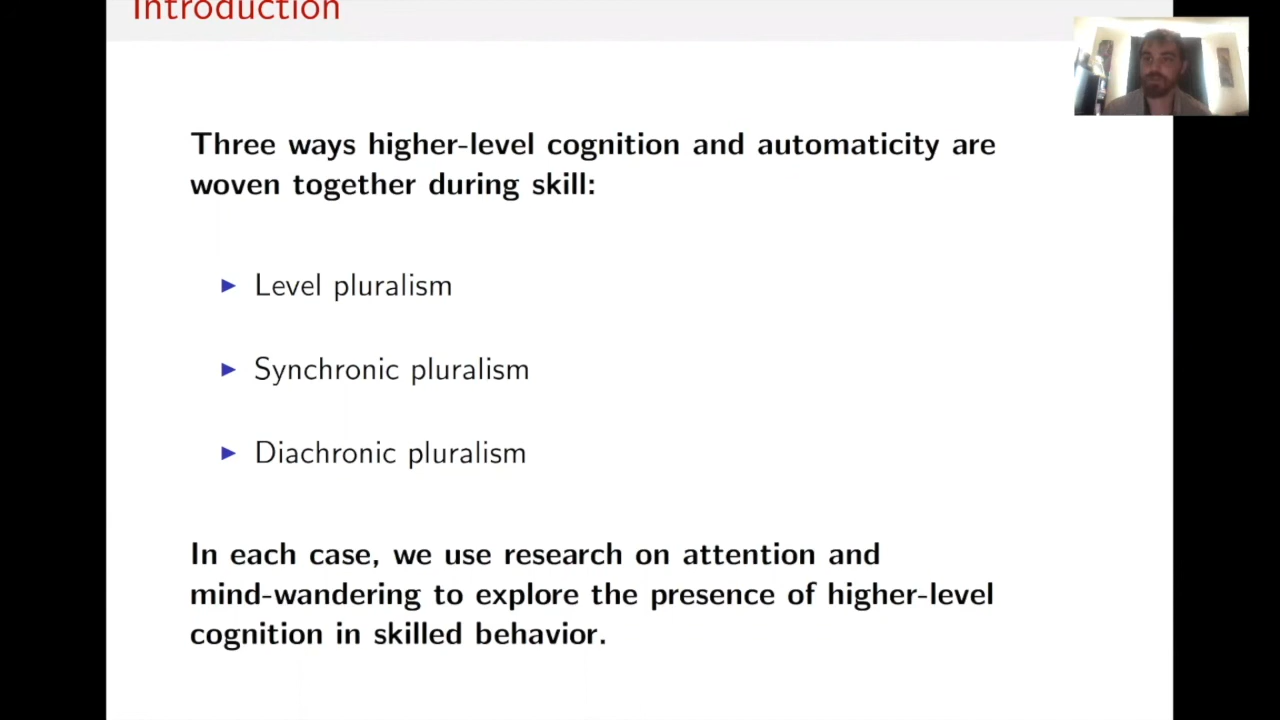 Introduction
Three ways higher-level cognition and automaticity are
woven together during skill:
Level pluralism
Synchronic pluralism
Diachronic pluralism
In each case, we use research on attention and
mind-wandering to explore the presence of higher-level
cognition in skilled behavior.